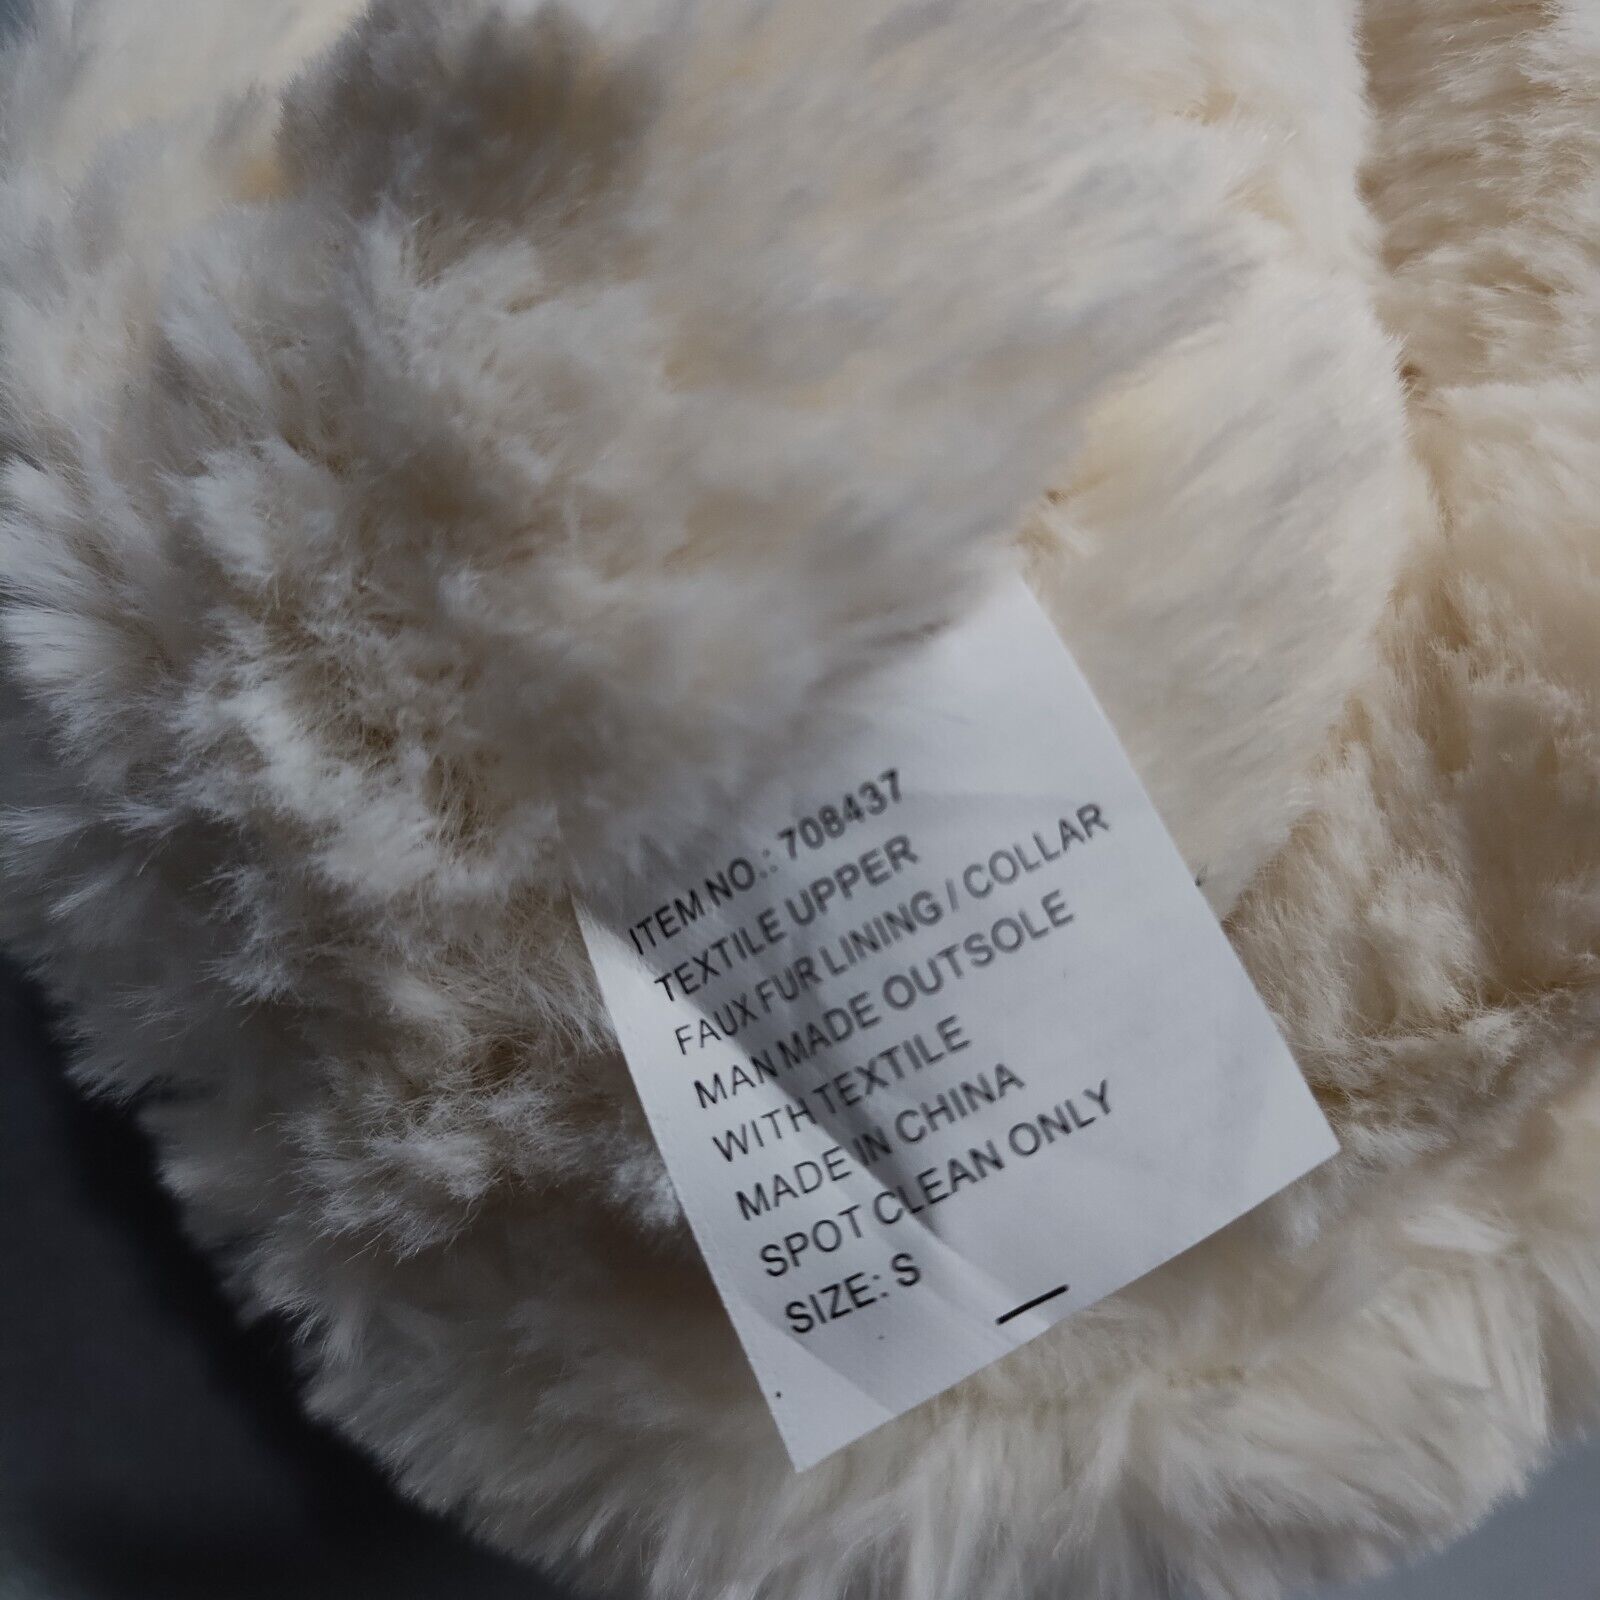 ITEM NO.: 708437
TEXTILE UPPER
FAUX FUR LINING / COLLAR
MAN MADE OUTSOLE
WITH TEXTILE
MADE IN CHINA
SPOT CLEAN ONLY
SIZE: S